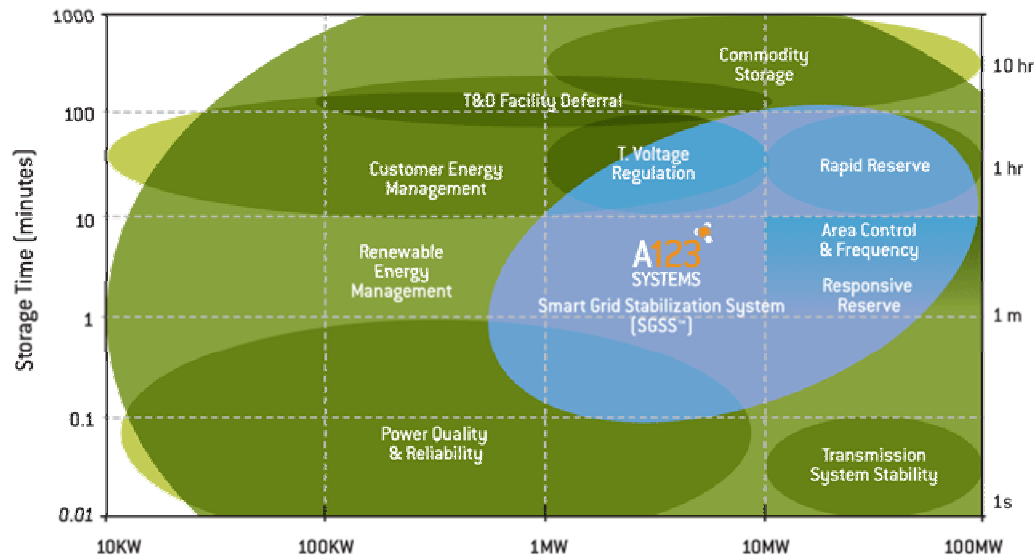 1000
Commodity
Storage
10 hr
T&D Facility Deferral
100
Customer Energy
Management
T. Voltage
Regulation
Rapid Reserve
1 hr
10
Renewable
Energy
Management
A123
SYSTEMS
Smart Grid Stabilization System
(SGSS™)
Area Control
& Frequency
Responsive
Reserve
1
1 m
0.1
Power Quality
& Reliability
Transmission
System Stability
0.01
1s
Storage Time (minutes)
10KW
100KW
1MW
10MW
100MW